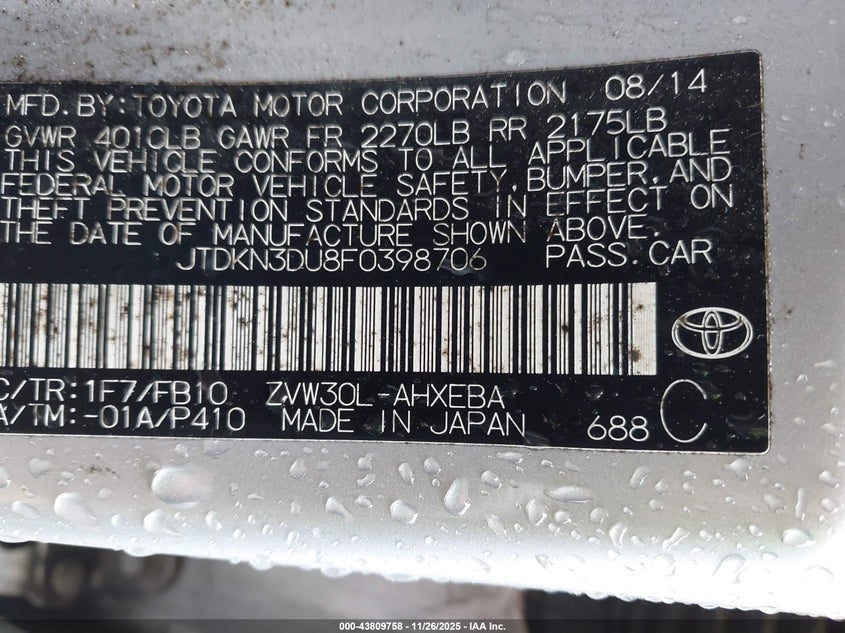 MFD. BY: TOYOTA MOTOR CORPORATION 08/14
GVWR 4010LB GAWR FR 2270LB RR 2175LB
THIS VEHICLE CONFORMS TO ALL APPLICABLE
FEDERAL MOTOR VEHICLE SAFETY, BUMPER, AND
THEFT PREVENTION STANDARDS IN EFFECT ON
THE DATE OF MANUFACTURE SHOWN ABOVE.
JTDKN3DU8F0398706 PASS. CAR
C/TR: 1F7/FB10 ZVW30L-AHXEBA C
A/TM: -01A/P410 MADE IN JAPAN 688
000-43809758 - 11/26/2025 - IAA Inc.